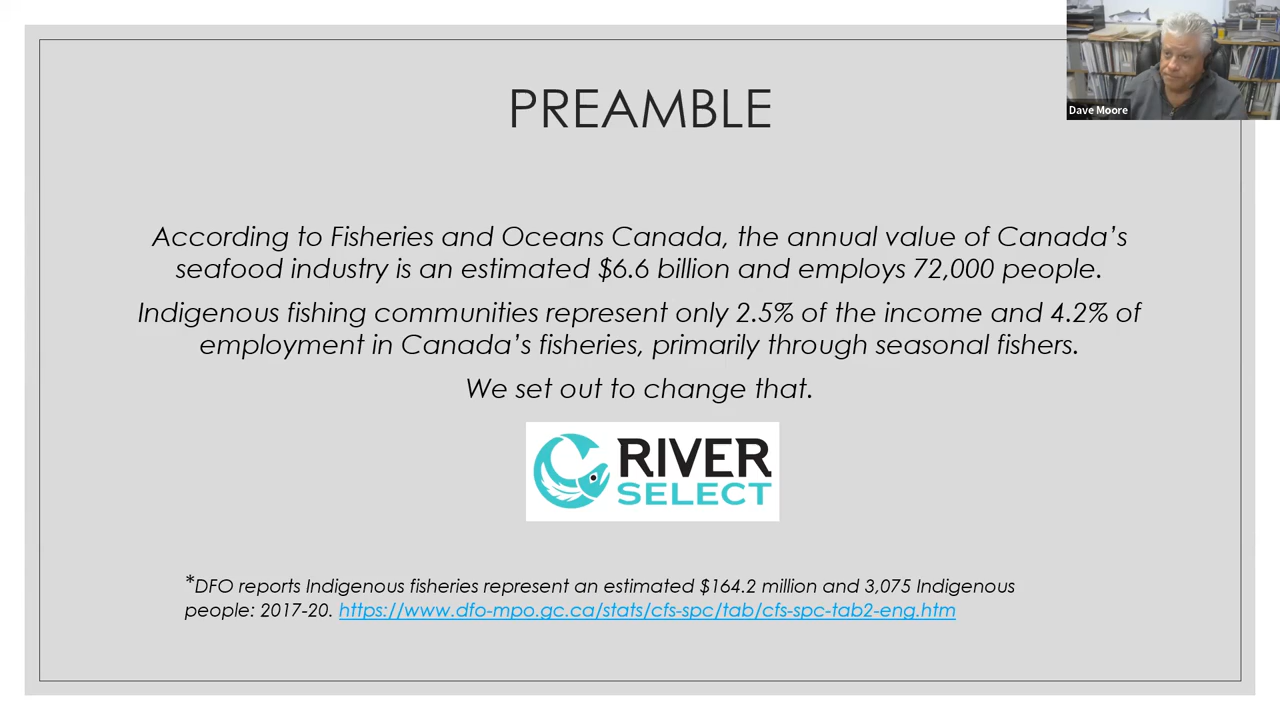 PREAMBLE
Dave Moore
According to Fisheries and Oceans Canada, the annual value of Canada’s
seafood industry is an estimated $6.6 billion and employs 72,000 people.
Indigenous fishing communities represent only 2.5% of the income and 4.2% of
employment in Canada’s fisheries, primarily through seasonal fishers.
We set out to change that.
RIVER
SELECT
*DFO reports Indigenous fisheries represent an estimated $164.2 million and 3,075 Indigenous
people: 2017-20. https://www.dfo-mpo.gc.ca/stats/cfs-spc/tab/cfs-spc-tab2-eng.htm